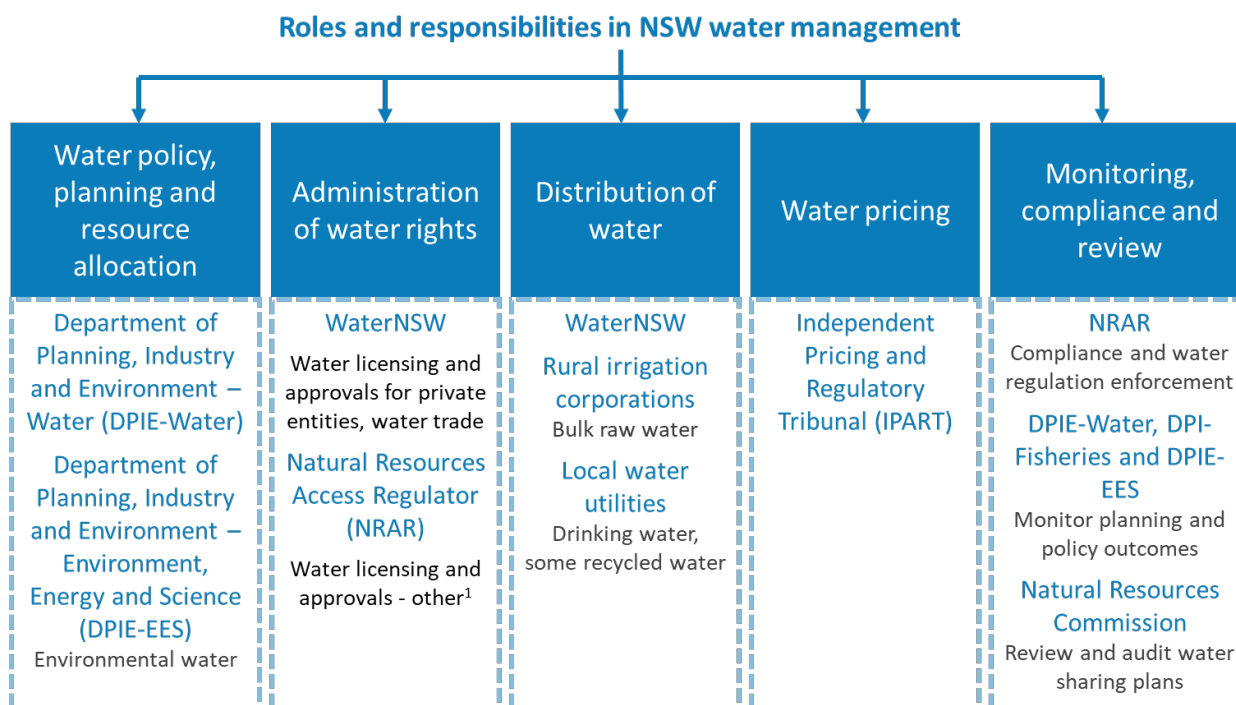 Roles and responsibilities in NSW water management
Water policy,
planning and
resource
allocation
Department of
Planning, Industry
and Environment –
Water (DPIE-Water)
Department of
Planning, Industry
and Environment –
Environment,
Energy and Science
(DPIE-EES)
Environmental water
Administration
of water rights
WaterNSW
Water licensing and
approvals for private
entities, water trade
Natural Resources
Access Regulator
(NRAR)
Water licensing and
approvals - other¹
Distribution of
water
WaterNSW
Rural irrigation
corporations
Bulk raw water
Local water
utilities
Drinking water,
some recycled water
Water pricing
Independent
Pricing and
Regulatory
Tribunal (IPART)
Monitoring,
compliance and
review
NRAR
Compliance and water
regulation enforcement
DPIE-Water, DPI-
Fisheries and DPIE-
EES
Monitor planning and
policy outcomes
Natural Resources
Commission
Review and audit water
sharing plans